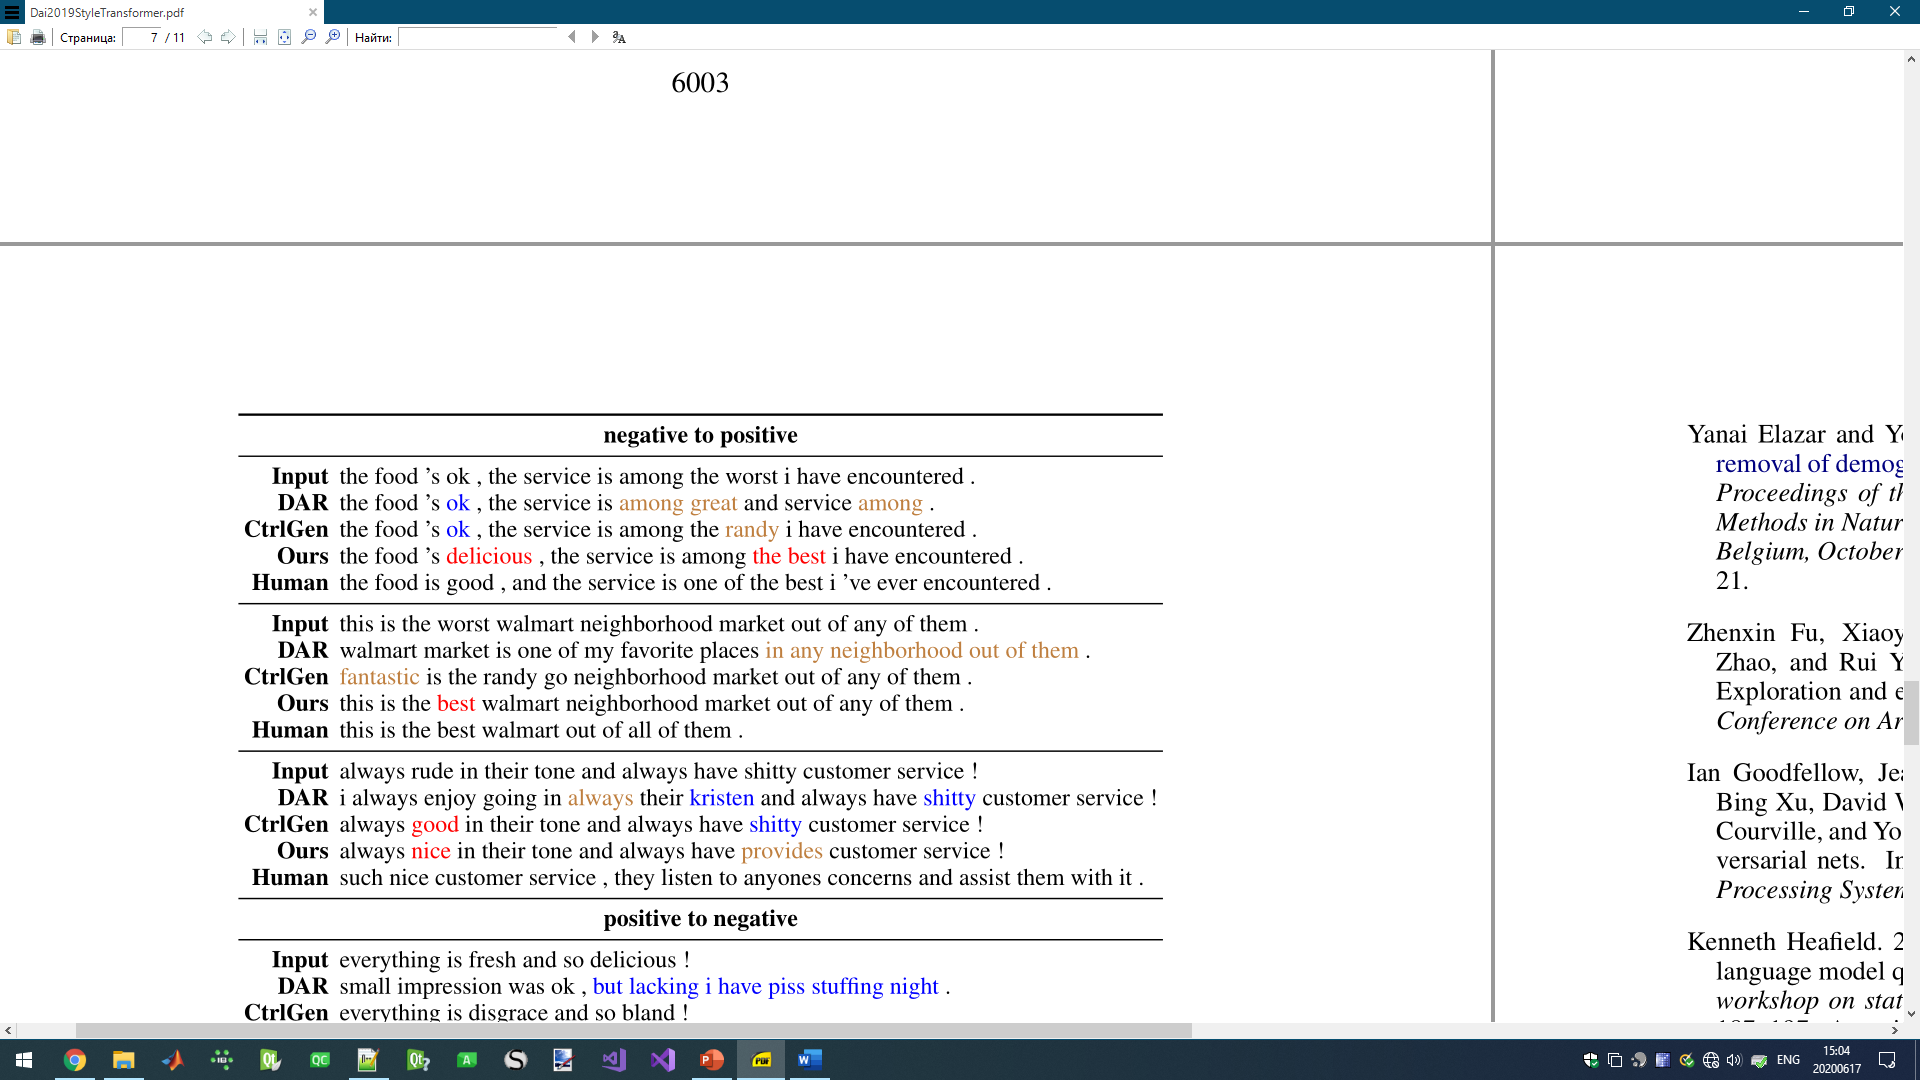 Dai2019StyleTransformer.pdf
Страница: 7 / 11 Найти:
6003
negative to positive
Input the food ’s ok , the service is among the worst i have encountered .
DAR the food ’s ok , the service is among great and service among .
CtrlGen the food ’s ok , the service is among the randy i have encountered .
Ours the food ’s delicious , the service is among the best i have encountered .
Human the food is good , and the service is one of the best i ’ve ever encountered .
Input this is the worst walmart neighborhood market out of any of them .
DAR walmart market is one of my favorite places in any neighborhood out of them .
CtrlGen fantastic is the randy go neighborhood market out of any of them .
Ours this is the best walmart neighborhood market out of any of them .
Human this is the best walmart out of all of them .
Input always rude in their tone and always have shitty customer service !
DAR i always enjoy going in always their kristen and always have shitty customer service !
CtrlGen always good in their tone and always have shitty customer service !
Ours always nice in their tone and always have provides customer service !
Human such nice customer service , they listen to anyones concerns and assist them with it .
positive to negative
Input everything is fresh and so delicious !
DAR small impression was ok , but lacking i have piss stuffing night .
CtrlGen everything is disgrace and so bland !
Yanai Elazar and
removal of demog
Proceedings of
Methods in Natur
Belgium, October
21.
Zhenxin Fu, Xiaoy
Zhao, and Rui
Exploration and
Conference on Ar
Ian Goodfellow, Je
Bing Xu, David
Courville, and Yo
versarial nets. In
Processing System
Kenneth Heafield. 2
language model q
workshop on stat
ENG
15:04
20200617